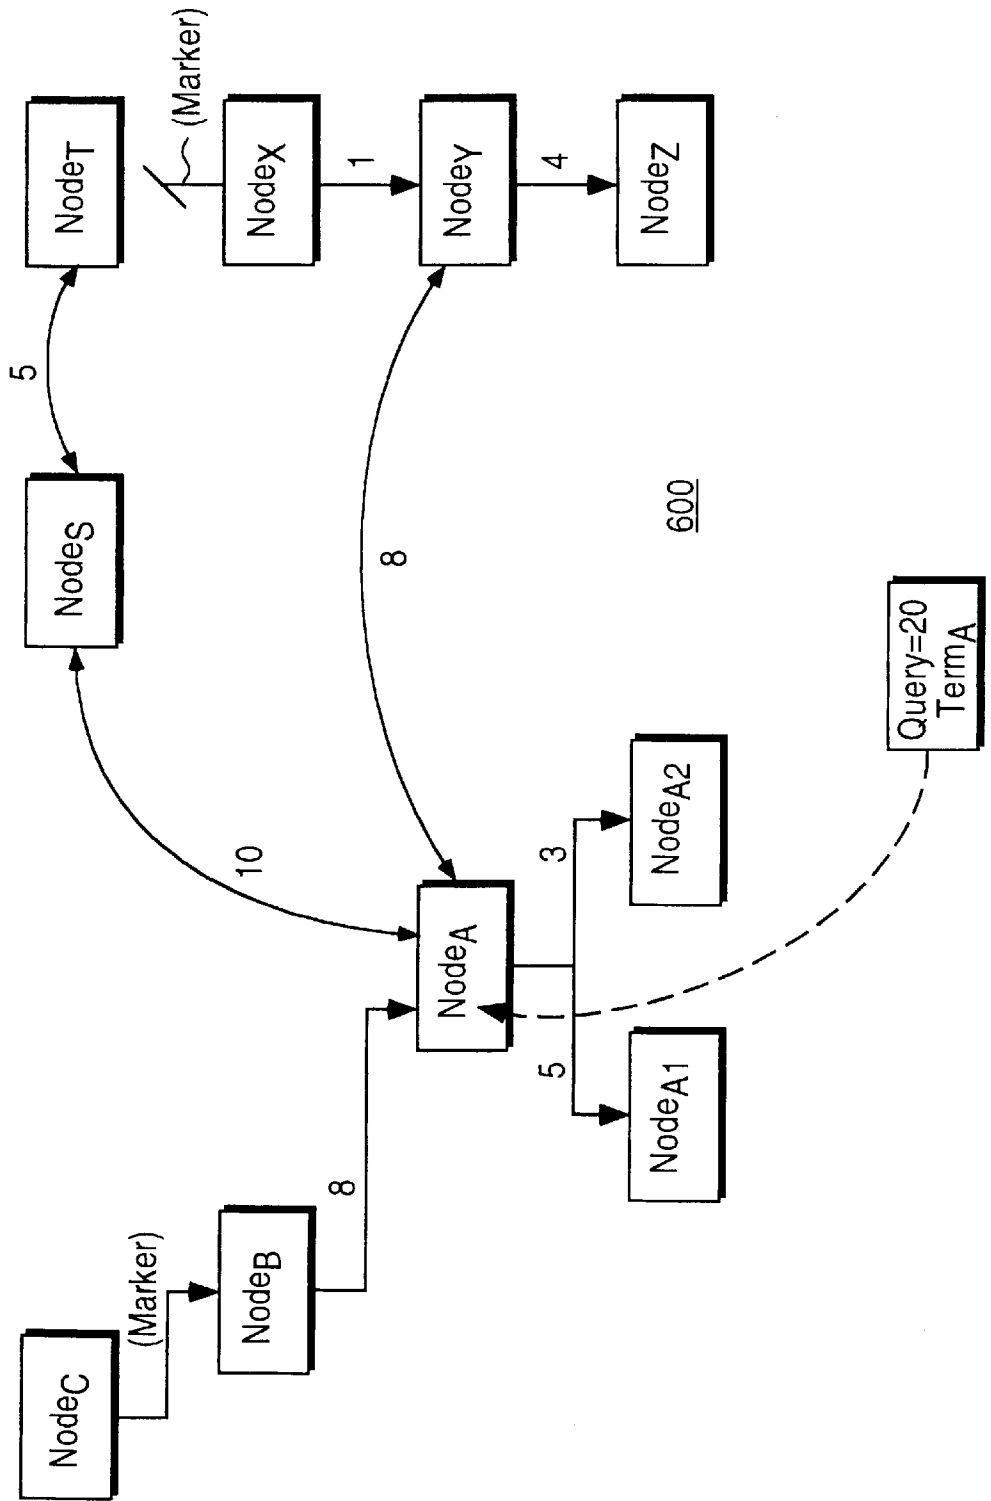 NodeC
(Marker)
NodeB
8
NodeA
10
NodeS
5
NodeT
(Marker)
NodeX
1
NodeY
4
NodeZ
8
5
NodeA1
3
NodeA2
600
Query=20
TermA